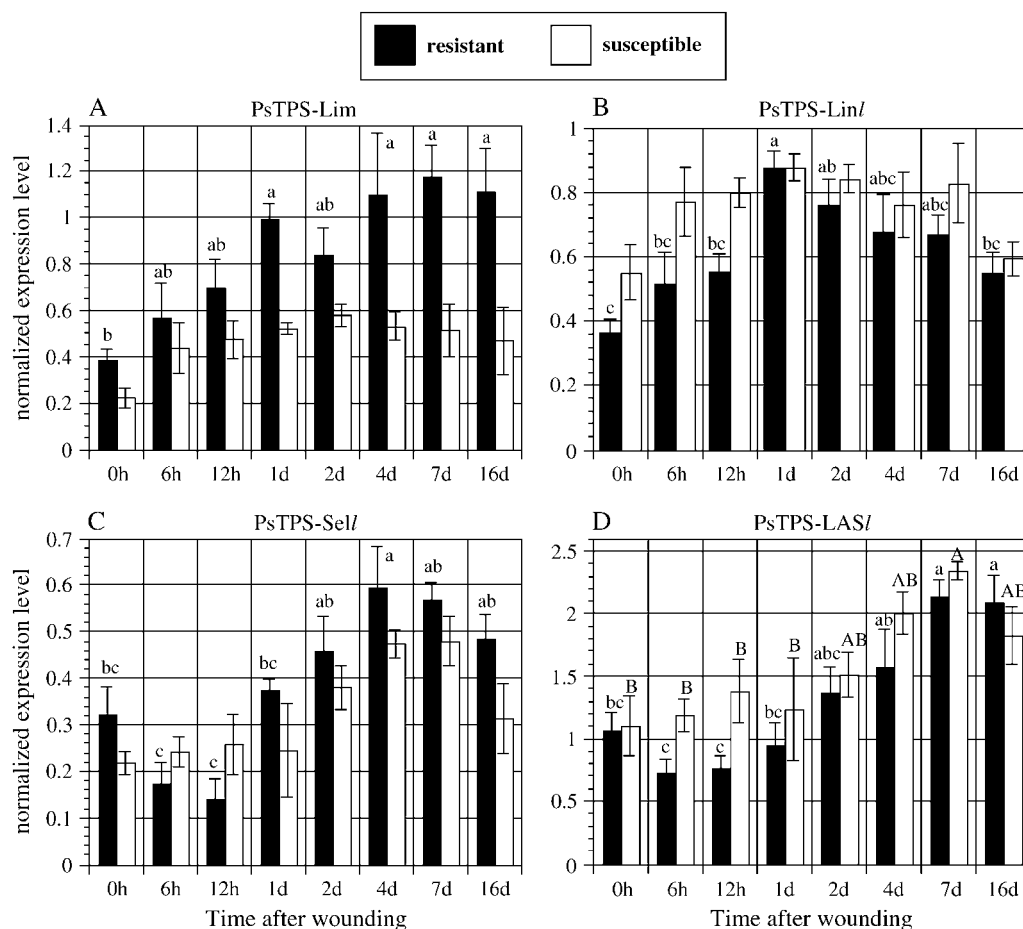 resistant susceptible
A PsTPS-Lim
normalized expression level
1.4
1.2
1
0.8
0.6
0.4
0.2
0
b ab ab a ab a a a
0h 6h 12h 1d 2d 4d 7d 16d
B PsTPS-Linl
1
0.8
0.6
0.4
0.2
0
c bc bc a ab abc abc bc
0h 6h 12h 1d 2d 4d 7d 16d
C PsTPS-Sell
normalized expression level
0.7
0.6
0.5
0.4
0.3
0.2
0.1
0
bc c c bc ab a ab ab
0h 6h 12h 1d 2d 4d 7d 16d
Time after wounding
D PsTPS-LASl
2.5
2
1.5
1
0.5
0
bc B c B c B bc B abc AB ab AB a A a AB
0h 6h 12h 1d 2d 4d 7d 16d
Time after wounding